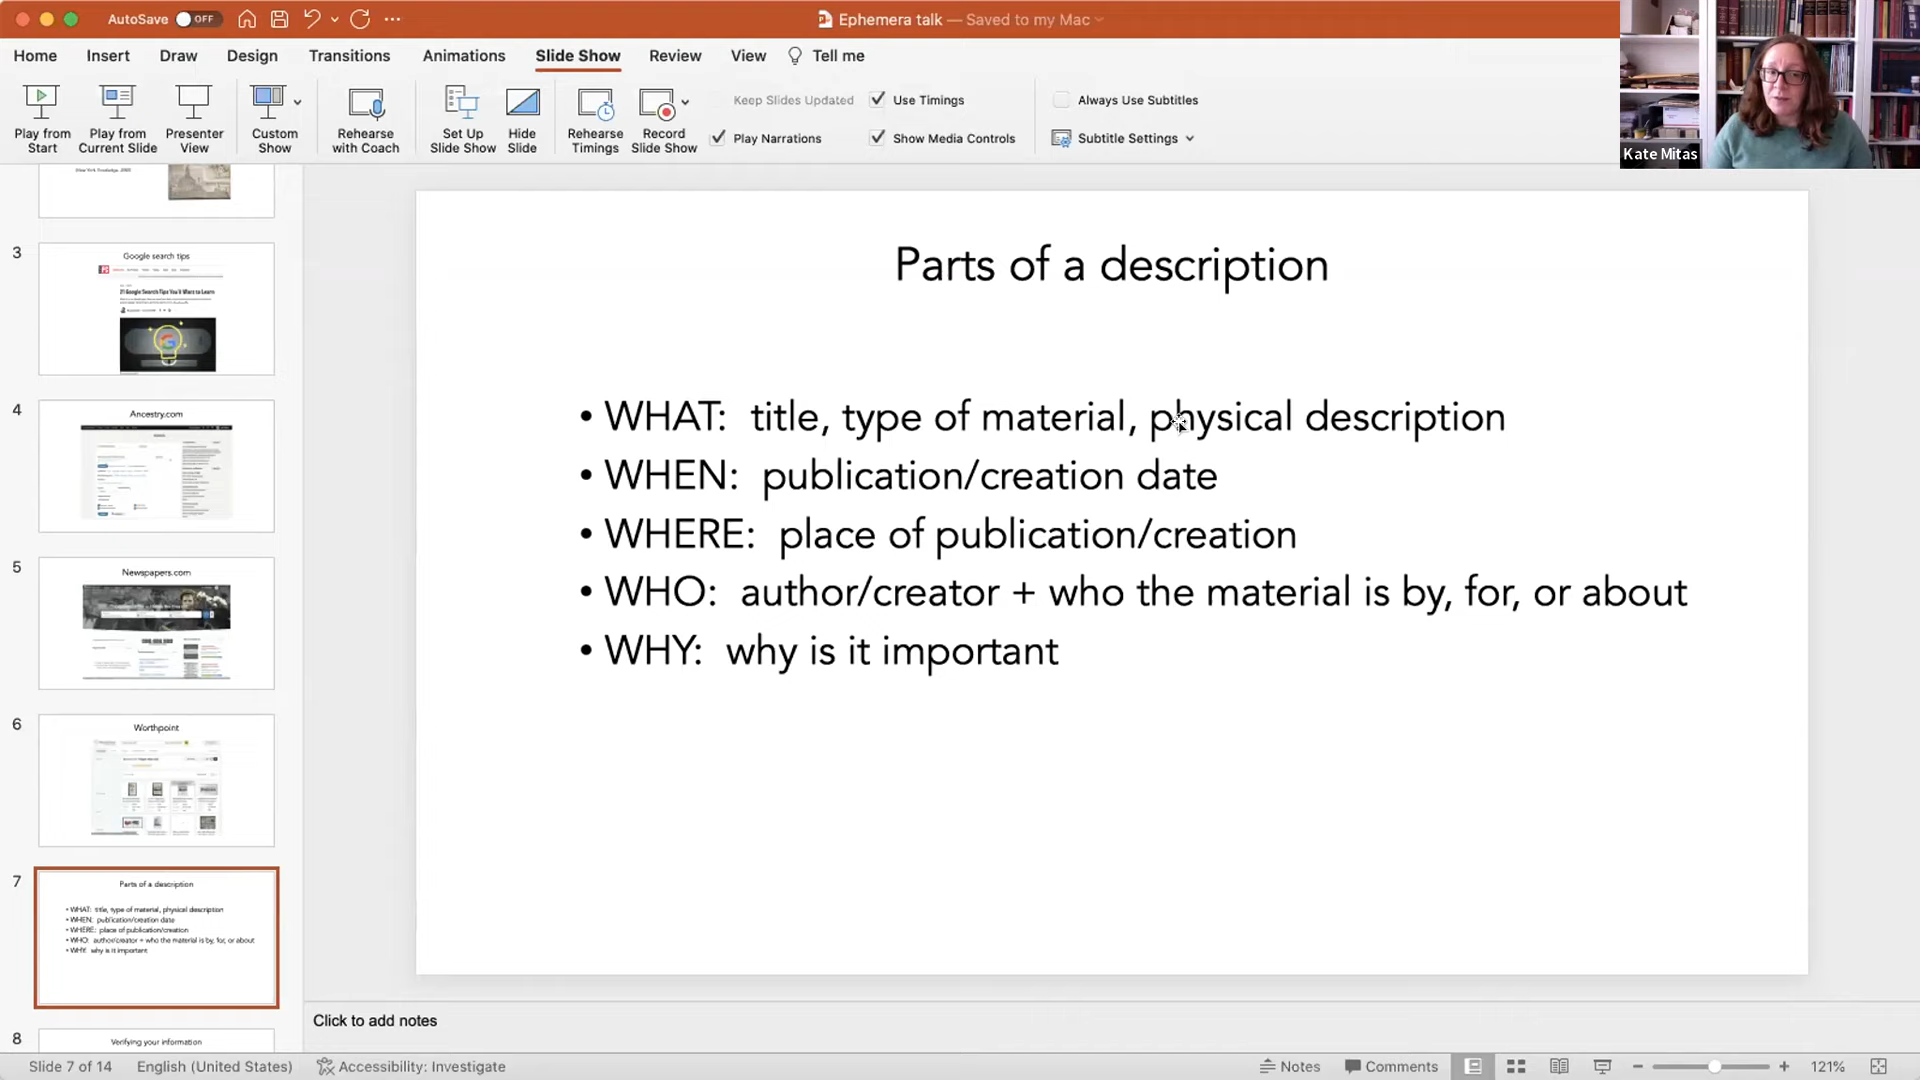 AutoSave OFF
Ephemera talk — Saved to my Mac
Home Insert Draw Design Transitions Animations Slide Show Review View Tell me
Play from Start
Play from Current Slide
Presenter View
Custom Show
Rehearse with Coach
Set Up Slide Show
Hide Slide
Rehearse Timings
Record Slide Show
Keep Slides Updated
Use Timings
Always Use Subtitles
Play Narrations
Show Media Controls
Subtitle Settings
Kate Mitas
3
Google search tips
21 Google Search Tips You'll Want to Learn
4
Ancestry.com
5
Newspapers.com
6
Worthpoint
7
Parts of a description
• WHAT: title, type of material, physical description
• WHEN: publication/creation date
• WHERE: place of publication/creation
• WHO: author/creator + who the material is by, for, or about
• WHY: why is it important
8
Verifying your information
Parts of a description
• WHAT: title, type of material, physical description
• WHEN: publication/creation date
• WHERE: place of publication/creation
• WHO: author/creator + who the material is by, for, or about
• WHY: why is it important
Click to add notes
Slide 7 of 14 English (United States) Accessibility: Investigate
Notes Comments 121%